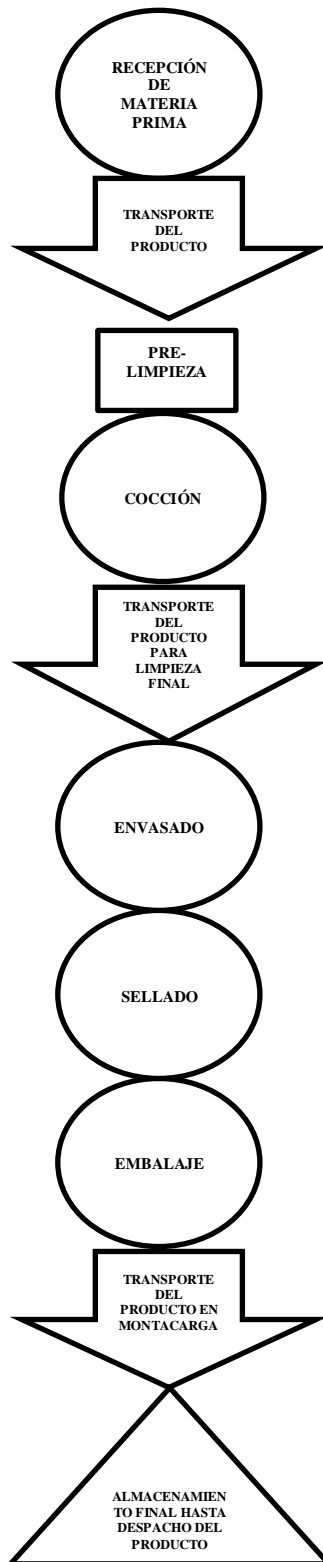 RECEPCIÓN
DE
MATERIA
PRIMA
TRANSPORTE
DEL
PRODUCTO
PRE-
LIMPIEZA
COCCIÓN
TRANSPORTE
DEL
PRODUCTO
PARA
LIMPIEZA
FINAL
ENVASADO
SELLADO
EMBALAJE
TRANSPORTE
DEL
PRODUCTO EN
MONTACARGA
ALMACENAMIEN
TO FINAL HASTA
DESPACHO DEL
PRODUCTO